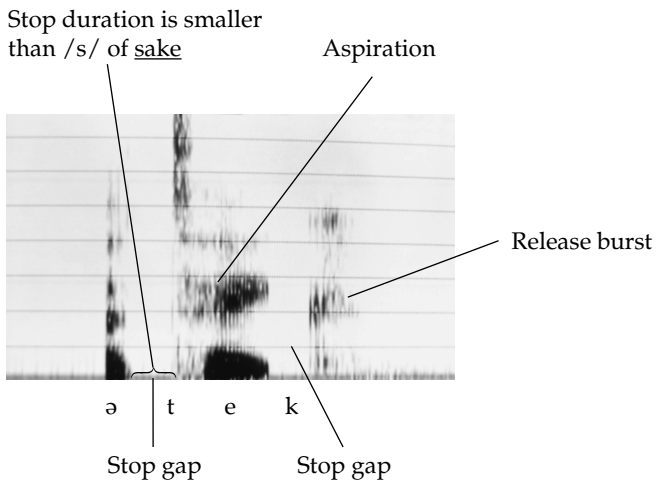 Stop duration is smaller
than /s/ of sake
Aspiration
Release burst
ə t e k
Stop gap
Stop gap